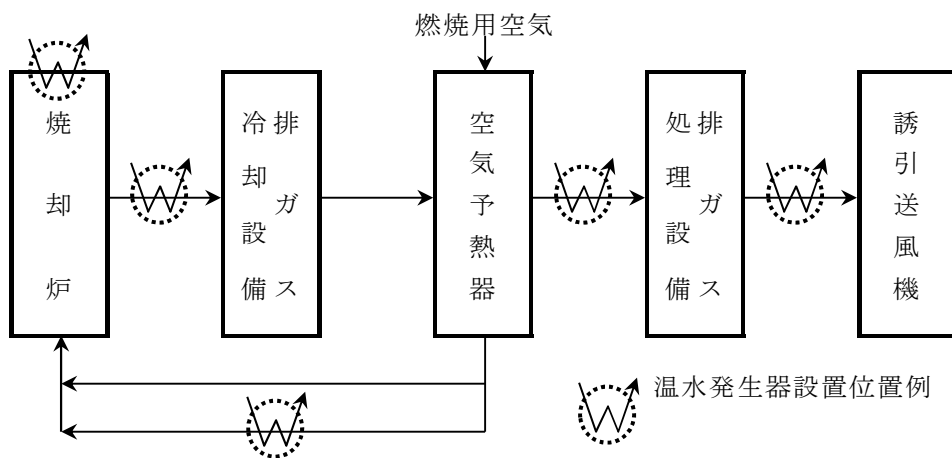 燃焼用空気
焼却炉
排ガス
冷却設備
空気予熱器
排ガス
処理設備
誘引送風機
温水発生器設置位置例